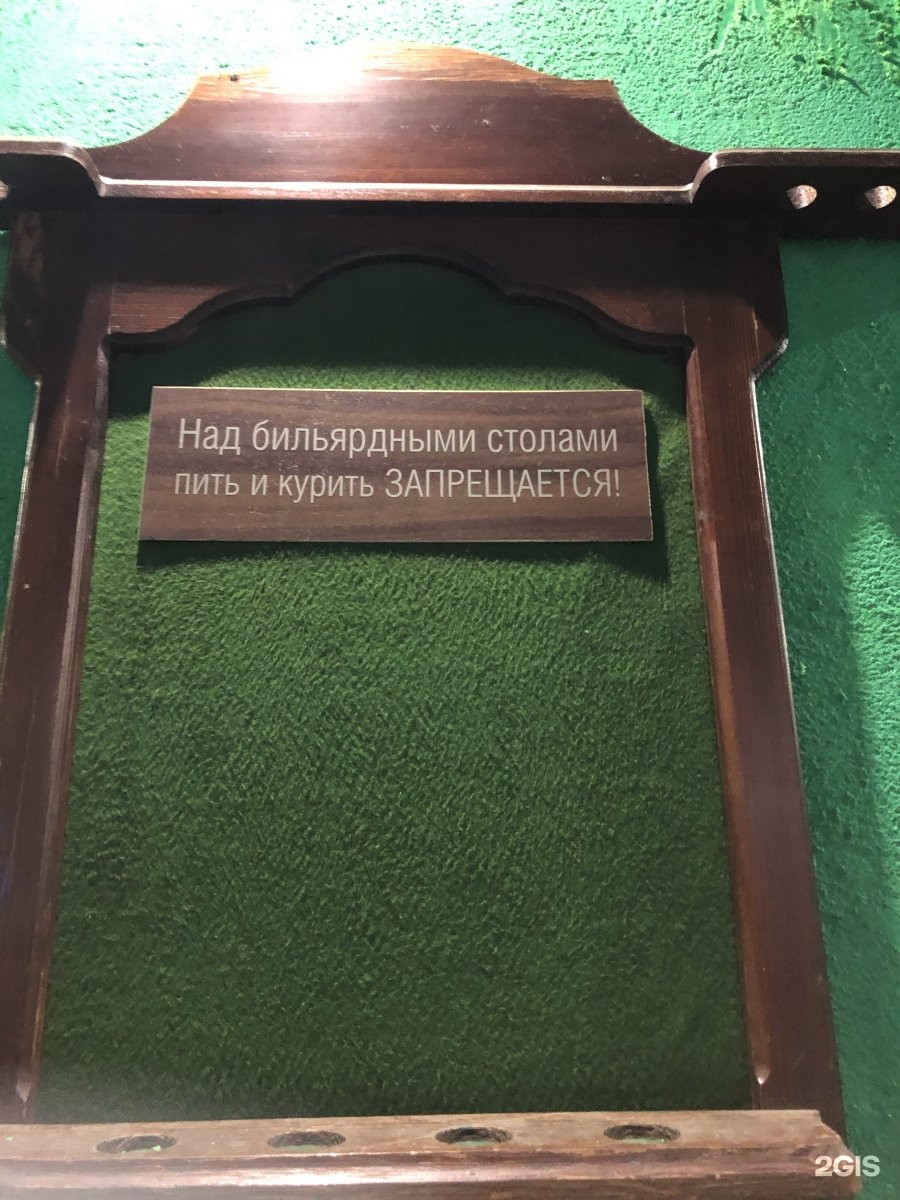 Над бильярдными столами
пить и курить ЗАПРЕЩАЕТСЯ!
2GIS